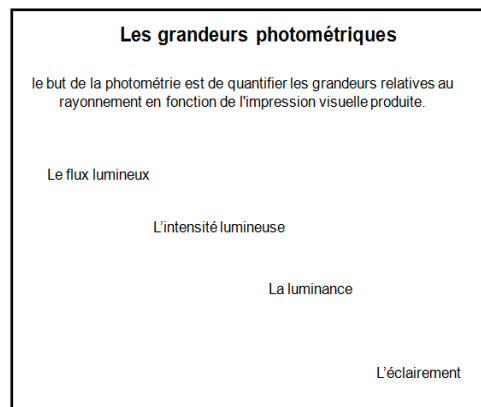 Les grandeurs photométriques
le but de la photométrie est de quantifier les grandeurs relatives au
rayonnement en fonction de l'impression visuelle produite.
Le flux lumineux
L'intensité lumineuse
La luminance
L'éclairement